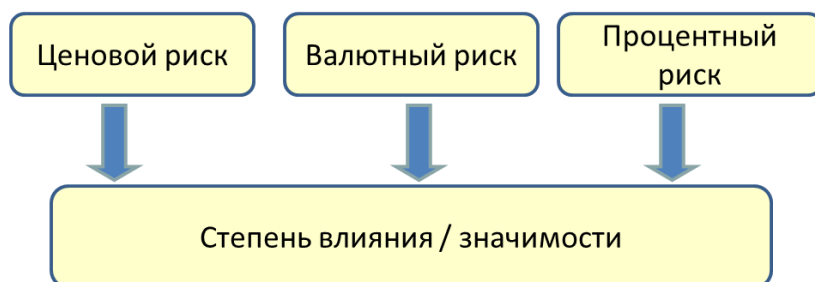 Ценовой риск
Валютный риск
Процентный
риск
Степень влияния / значимости